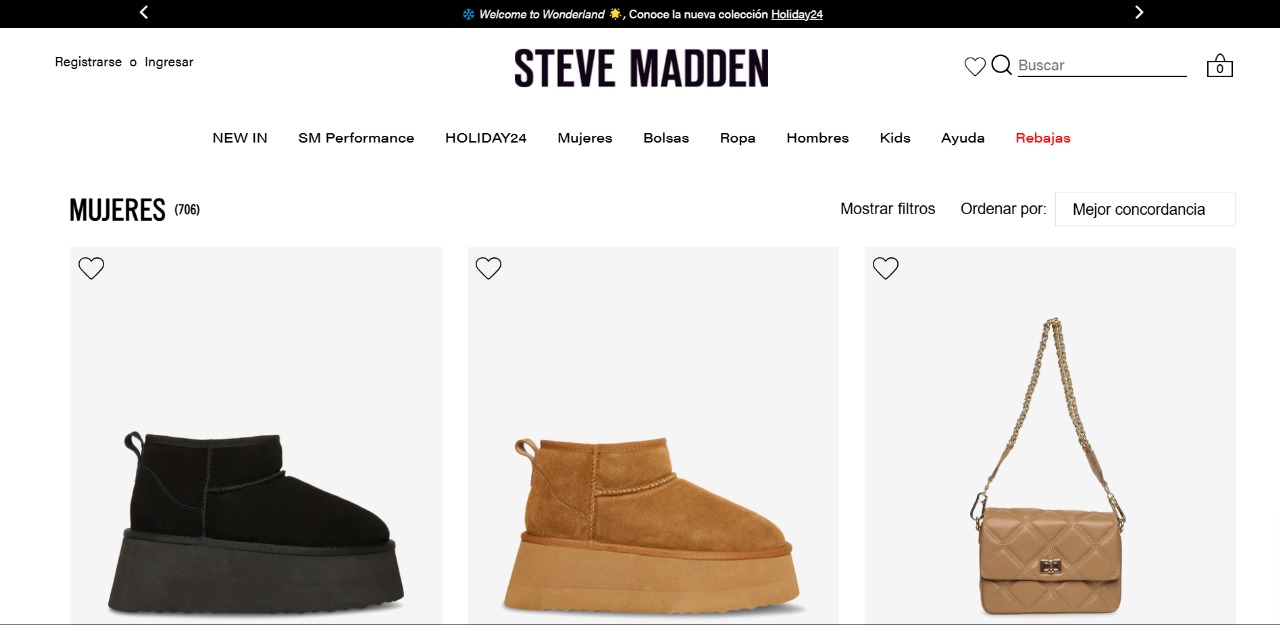 ❄️ Welcome to Wonderland 🌟, Conoce la nueva colección Holiday24
Registrarse o Ingresar
STEVE MADDEN
Buscar
0
NEW IN SM Performance HOLIDAY24 Mujeres Bolsas Ropa Hombres Kids Ayuda Rebajas
MUJERES (706)
Mostrar filtros Ordenar por: Mejor concordancia